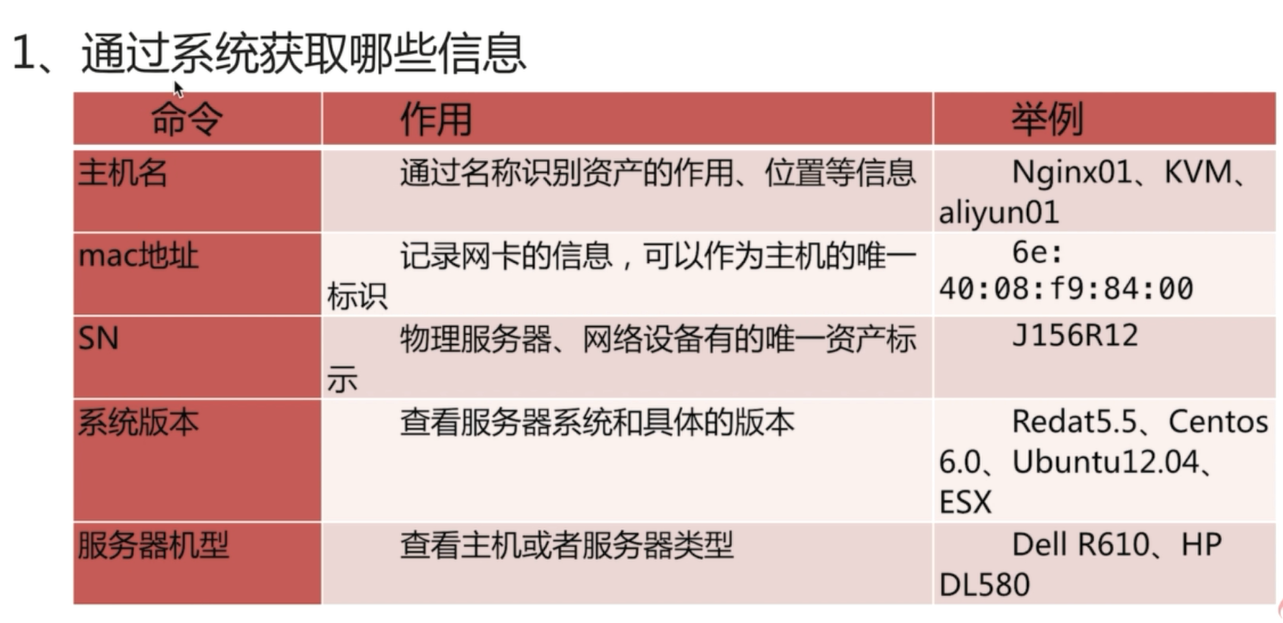 1、通过系统获取哪些信息
命令 作用 举例
主机名 通过名称识别资产的作用、位置等信息 Nginx01、KVM、
aliyun01
mac地址 记录网卡的信息，可以作为主机的唯一 6e:
标识 40:08:f9:84:00
SN 物理服务器、网络设备有的唯一资产标 J156R12
示
系统版本 查看服务器系统和具体的版本 Redat5.5、Centos
6.0、Ubuntu12.04、
ESX
服务器机型 查看主机或者服务器类型 Dell R610、HP
DL580